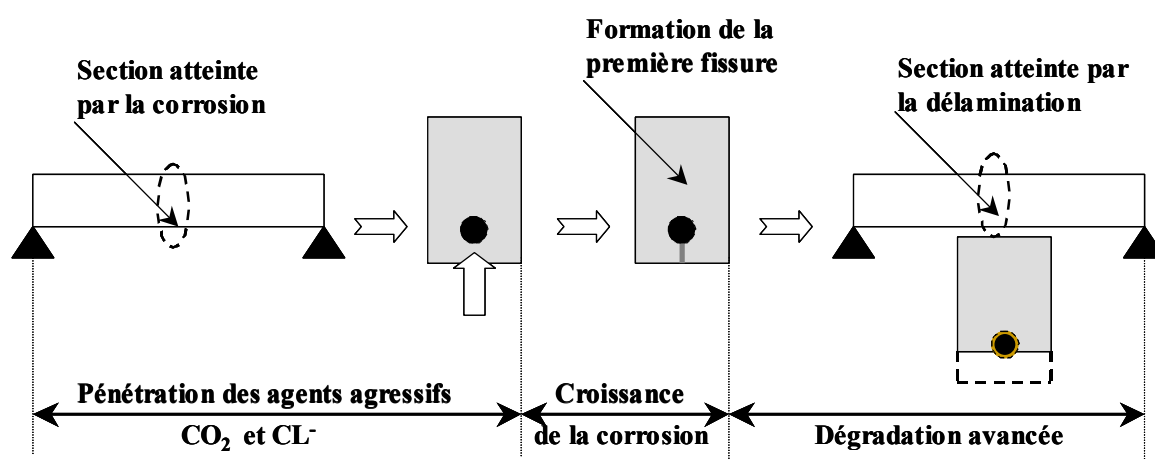 Section atteinte
par la corrosion
Formation de la
première fissure
Section atteinte par
la délamination
Pénétration des agents agressifs
CO₂ et CL⁻
Croissance
de la corrosion
Dégradation avancée